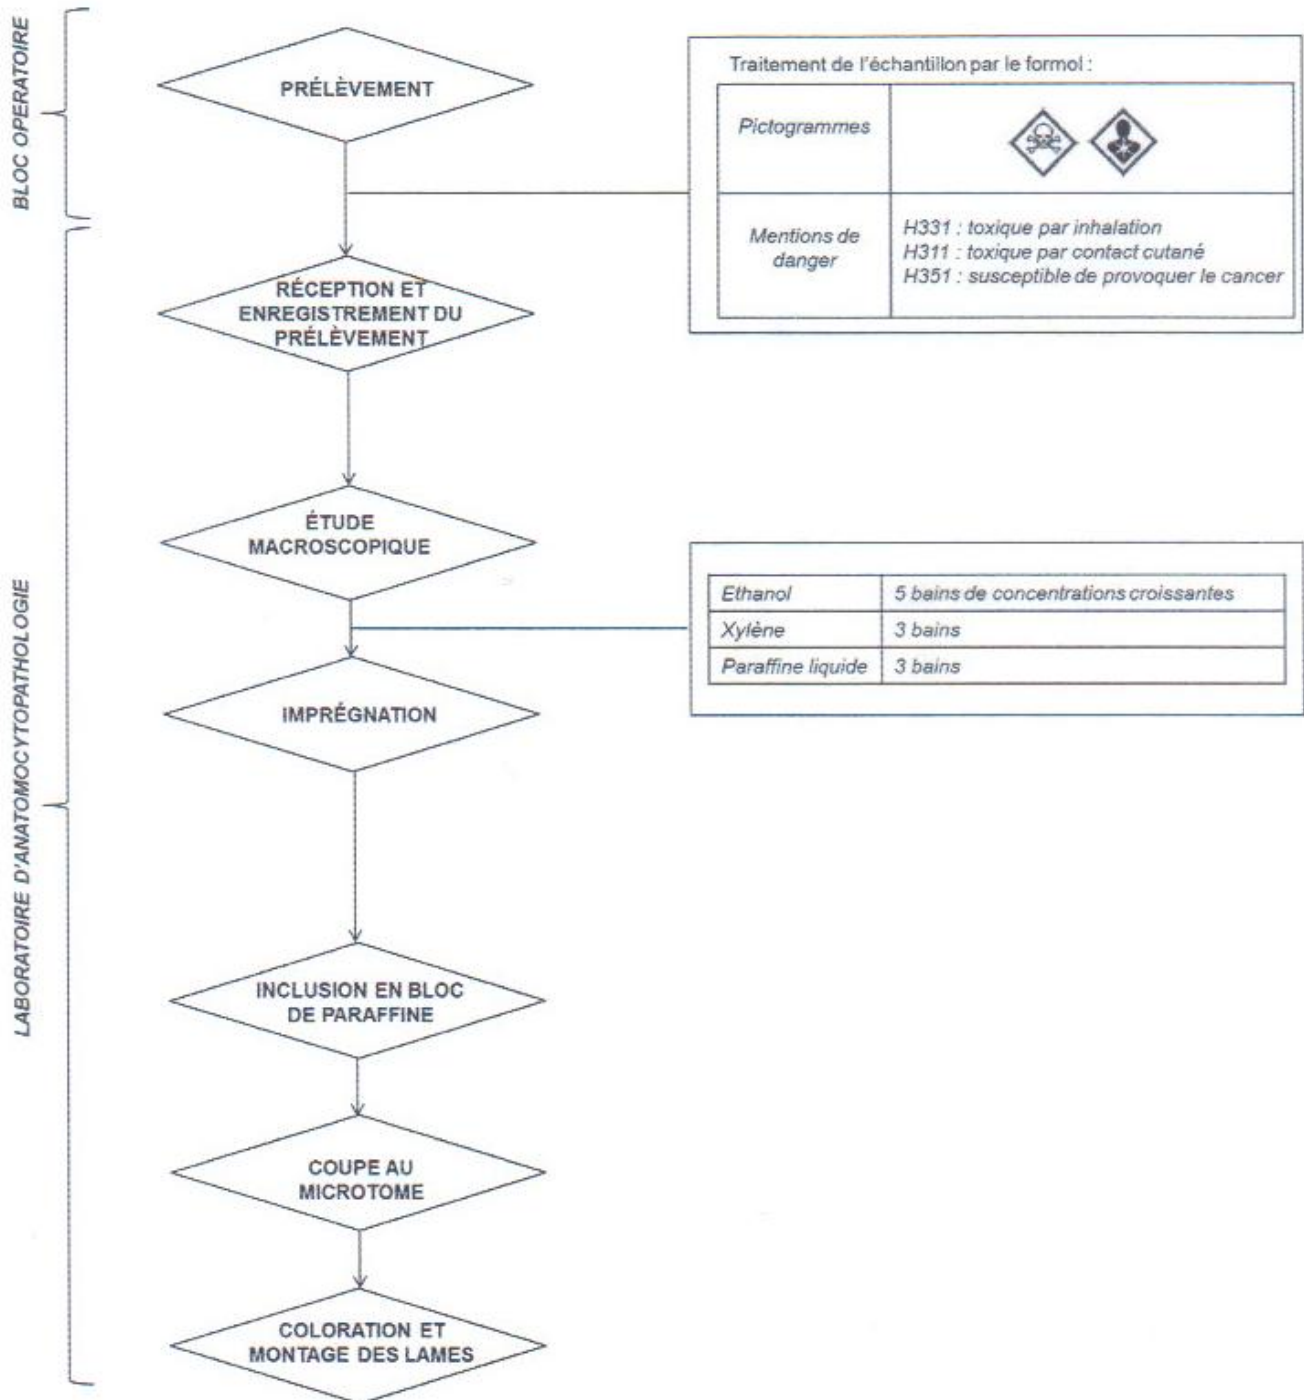 BLOC OPERATOIRE
PRÉLÈVEMENT
Traitement de l'échantillon par le formol :
Pictogrammes
Mentions de
danger
H331 : toxique par inhalation
H311 : toxique par contact cutané
H351 : susceptible de provoquer le cancer
LABORATOIRE D'ANATOMOCYTOPATHOLOGIE
RÉCEPTION ET
ENREGISTREMENT DU
PRÉLÈVEMENT
ÉTUDE
MACROSCOPIQUE
Ethanol 5 bains de concentrations croissantes
Xylène 3 bains
Paraffine liquide 3 bains
IMPRÉGNATION
INCLUSION EN BLOC
DE PARAFFINE
COUPE AU
MICROTOME
COLORATION ET
MONTAGE DES LAMES